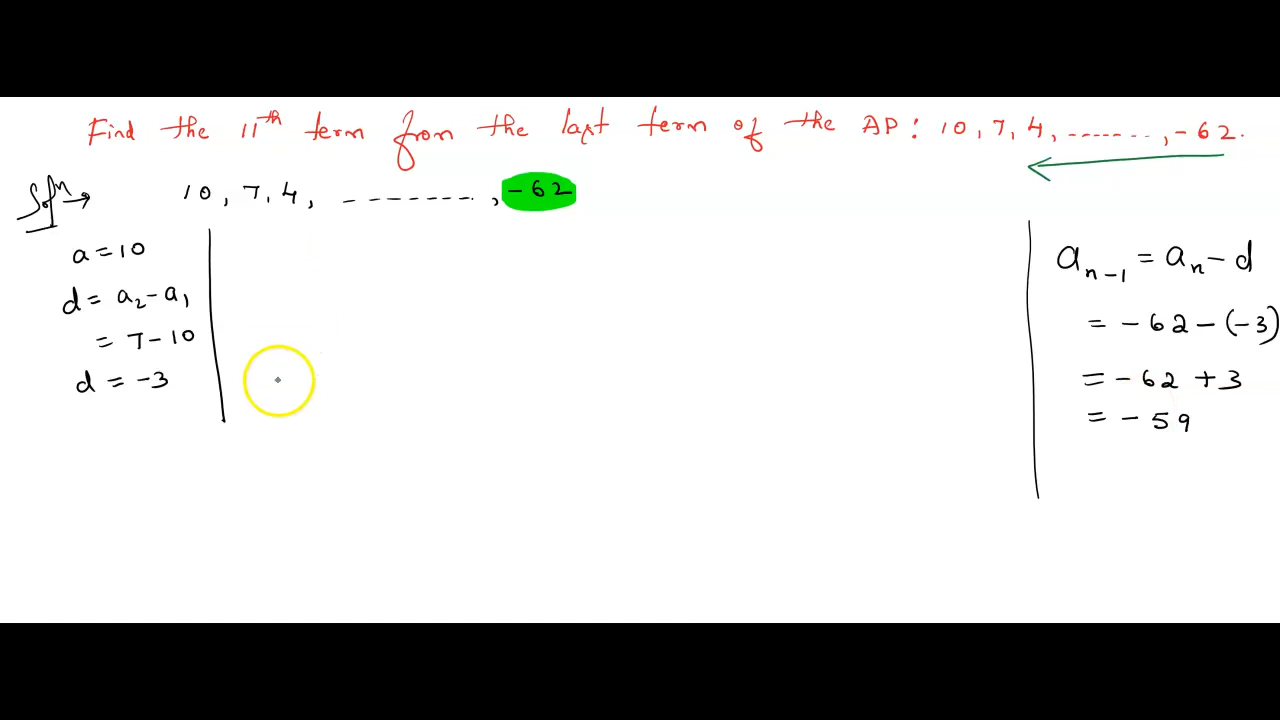 Find the 11th term from the last term of the AP: 10, 7, 4, ........, -62.
Solⁿ→ 10, 7, 4, --------, -62
a = 10
d = a₂ - a₁
= 7 - 10
d = -3
aₙ₋₁ = aₙ - d
= -62 - (-3)
= -62 + 3
= -59